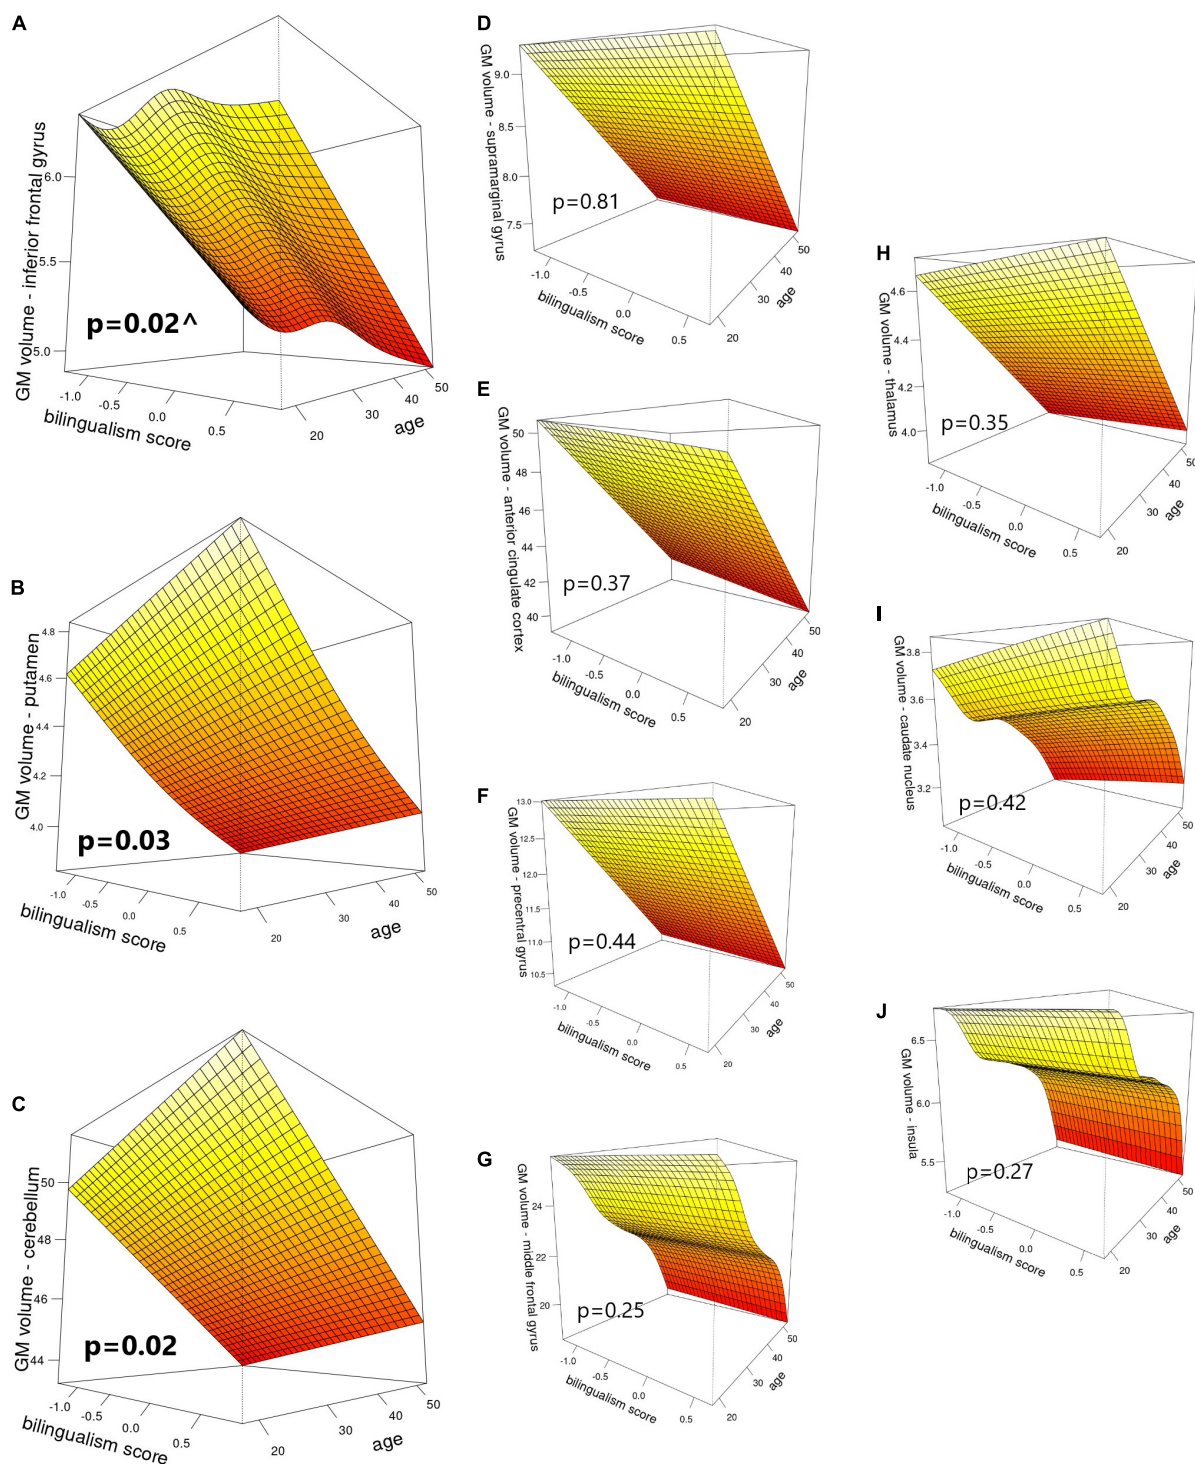 A
GM volume - inferior frontal gyrus
6.0
5.5
5.0
p=0.02^
-1.0
-0.5
0.0
0.5
bilingualism score
20
30
40
50
age
B
GM volume - putamen
4.8
4.6
4.4
4.2
4.0
p=0.03
-1.0
-0.5
0.0
0.5
bilingualism score
20
30
40
50
age
C
GM volume - cerebellum
50
48
46
44
p=0.02
-1.0
-0.5
0.0
0.5
bilingualism score
20
30
40
50
age
D
GM volume - supramarginal gyrus
9.0
8.5
8.0
7.5
p=0.81
-1.0
-0.5
0.0
0.5
bilingualism score
20
30
40
50
age
E
GM volume - anterior cingulate cortex
50
48
46
44
42
40
p=0.37
-1.0
-0.5
0.0
0.5
bilingualism score
20
30
40
50
age
F
GM volume - precentral gyrus
13.0
12.5
12.0
11.5
11.0
10.5
p=0.44
-1.0
-0.5
0.0
0.5
bilingualism score
20
30
40
50
age
G
GM volume - middle frontal gyrus
24
22
20
p=0.25
-1.0
-0.5
0.0
0.5
bilingualism score
20
30
40
50
age
H
GM volume - thalamus
4.6
4.4
4.2
4.0
p=0.35
-1.0
-0.5
0.0
0.5
bilingualism score
20
30
40
50
age
I
GM volume - caudate nucleus
3.8
3.6
3.4
3.2
p=0.42
-1.0
-0.5
0.0
0.5
bilingualism score
20
30
40
50
age
J
GM volume - insula
6.5
6.0
5.5
p=0.27
-1.0
-0.5
0.0
0.5
bilingualism score
20
30
40
50
age